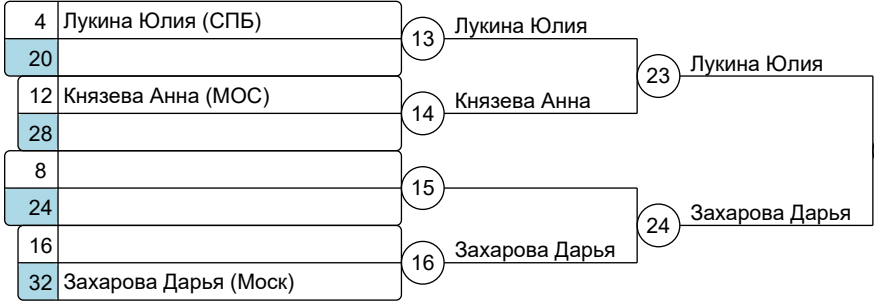 4 Лукина Юлия (СПБ)
20
12 Князева Анна (МОС)
28
8
24
16
32 Захарова Дарья (Моск)
13 Лукина Юлия
14 Князева Анна
15
16 Захарова Дарья
23 Лукина Юлия
24 Захарова Дарья